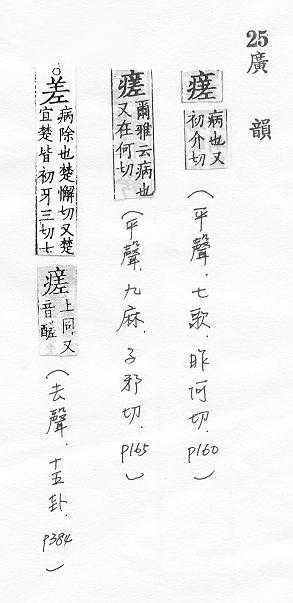 25廣韻
瘥 病也又初介切（平聲．七歌．昨何切．P160）
瘥 爾雅云病也又在何切（平聲．九麻．子邪切．P165）
○差 病除也楚懈切又楚宜楚皆初牙三切七
瘥 上同．又音醝（去聲．十五卦．P384）